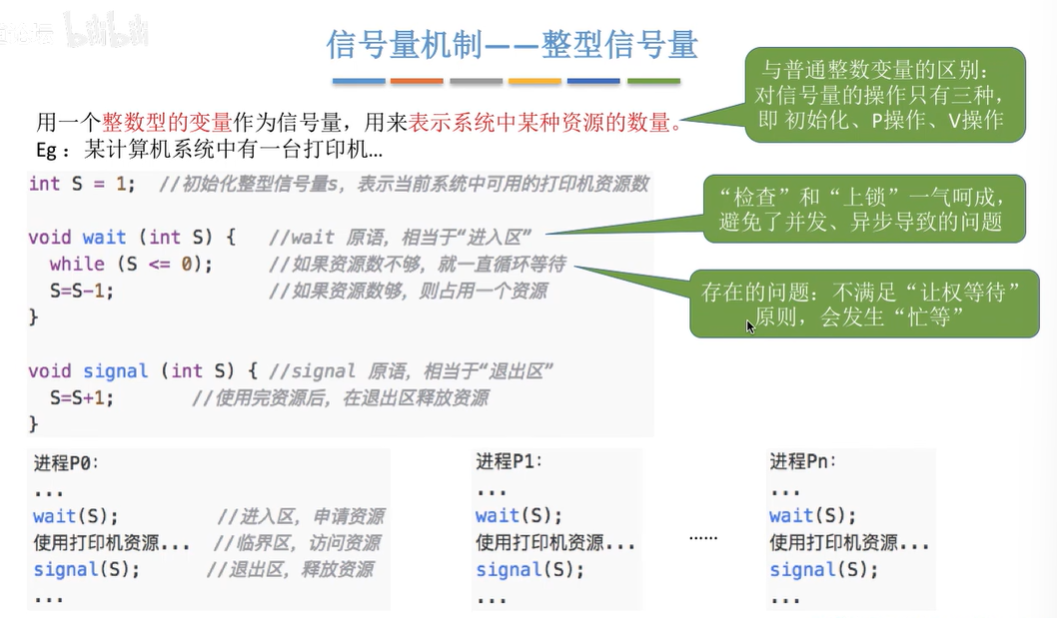 信号量机制——整型信号量
与普通整数变量的区别：
对信号量的操作只有三种，
即 初始化、P操作、V操作
用一个整数型的变量作为信号量，用来表示系统中某种资源的数量。
Eg：某计算机系统中有一台打印机...
int S = 1; //初始化整型信号量s，表示当前系统中可用的打印机资源数
“检查”和“上锁”一气呵成，
避免了并发、异步导致的问题
void wait (int S) { //wait 原语，相当于“进入区”
while (S <= 0); //如果资源数不够，就一直循环等待
S=S-1; //如果资源数够，则占用一个资源
}
存在的问题：不满足“让权等待”
原则，会发生“忙等”
void signal (int S) { //signal 原语，相当于“退出区”
S=S+1; //使用完资源后，在退出区释放资源
}
进程P0：
...
wait(S); //进入区，申请资源
使用打印机资源... //临界区，访问资源
signal(S); //退出区，释放资源
...
进程P1：
...
wait(S);
使用打印机资源...
signal(S);
...
......
进程Pn：
...
wait(S);
使用打印机资源...
signal(S);
...